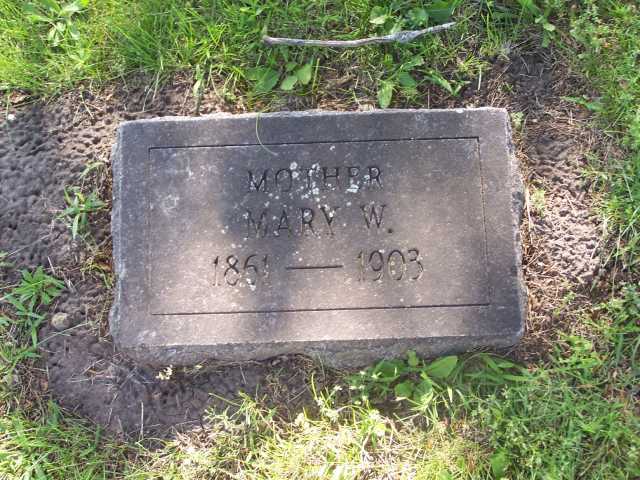 MOTHER
MARY W.
1861 — 1903